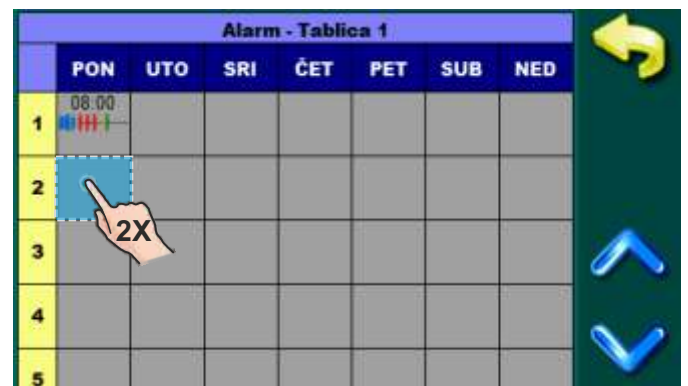 Alarm - Tablica 1
PON UTO SRI ČET PET SUB NED
1 08:00
2
2X
3
4
5